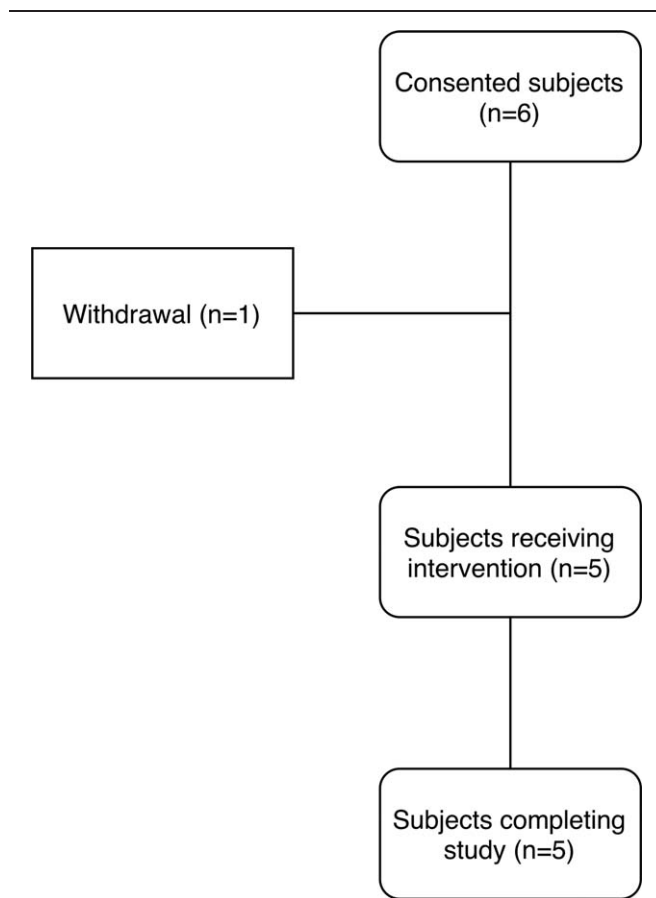 Consented subjects
(n=6)
Withdrawal (n=1)
Subjects receiving
intervention (n=5)
Subjects completing
study (n=5)